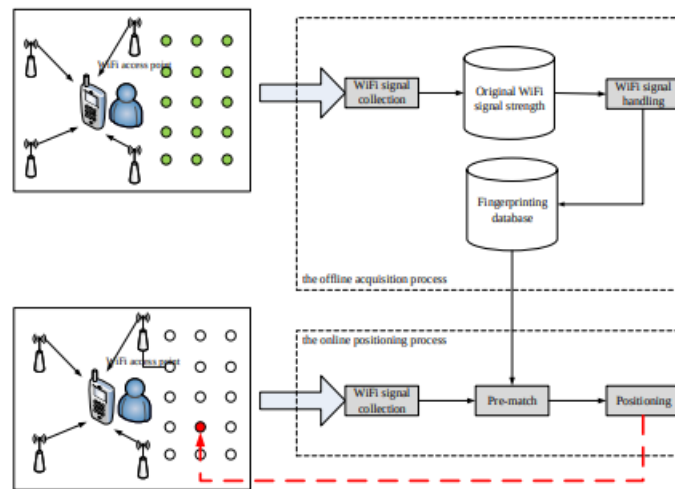 WiFi access point
WiFi signal
collection
Original WiFi
signal strength
WiFi signal
handling
Fingerprinting
database
the offline acquisition process
the online positioning process
WiFi access point
WiFi signal
collection
Pre-match
Positioning